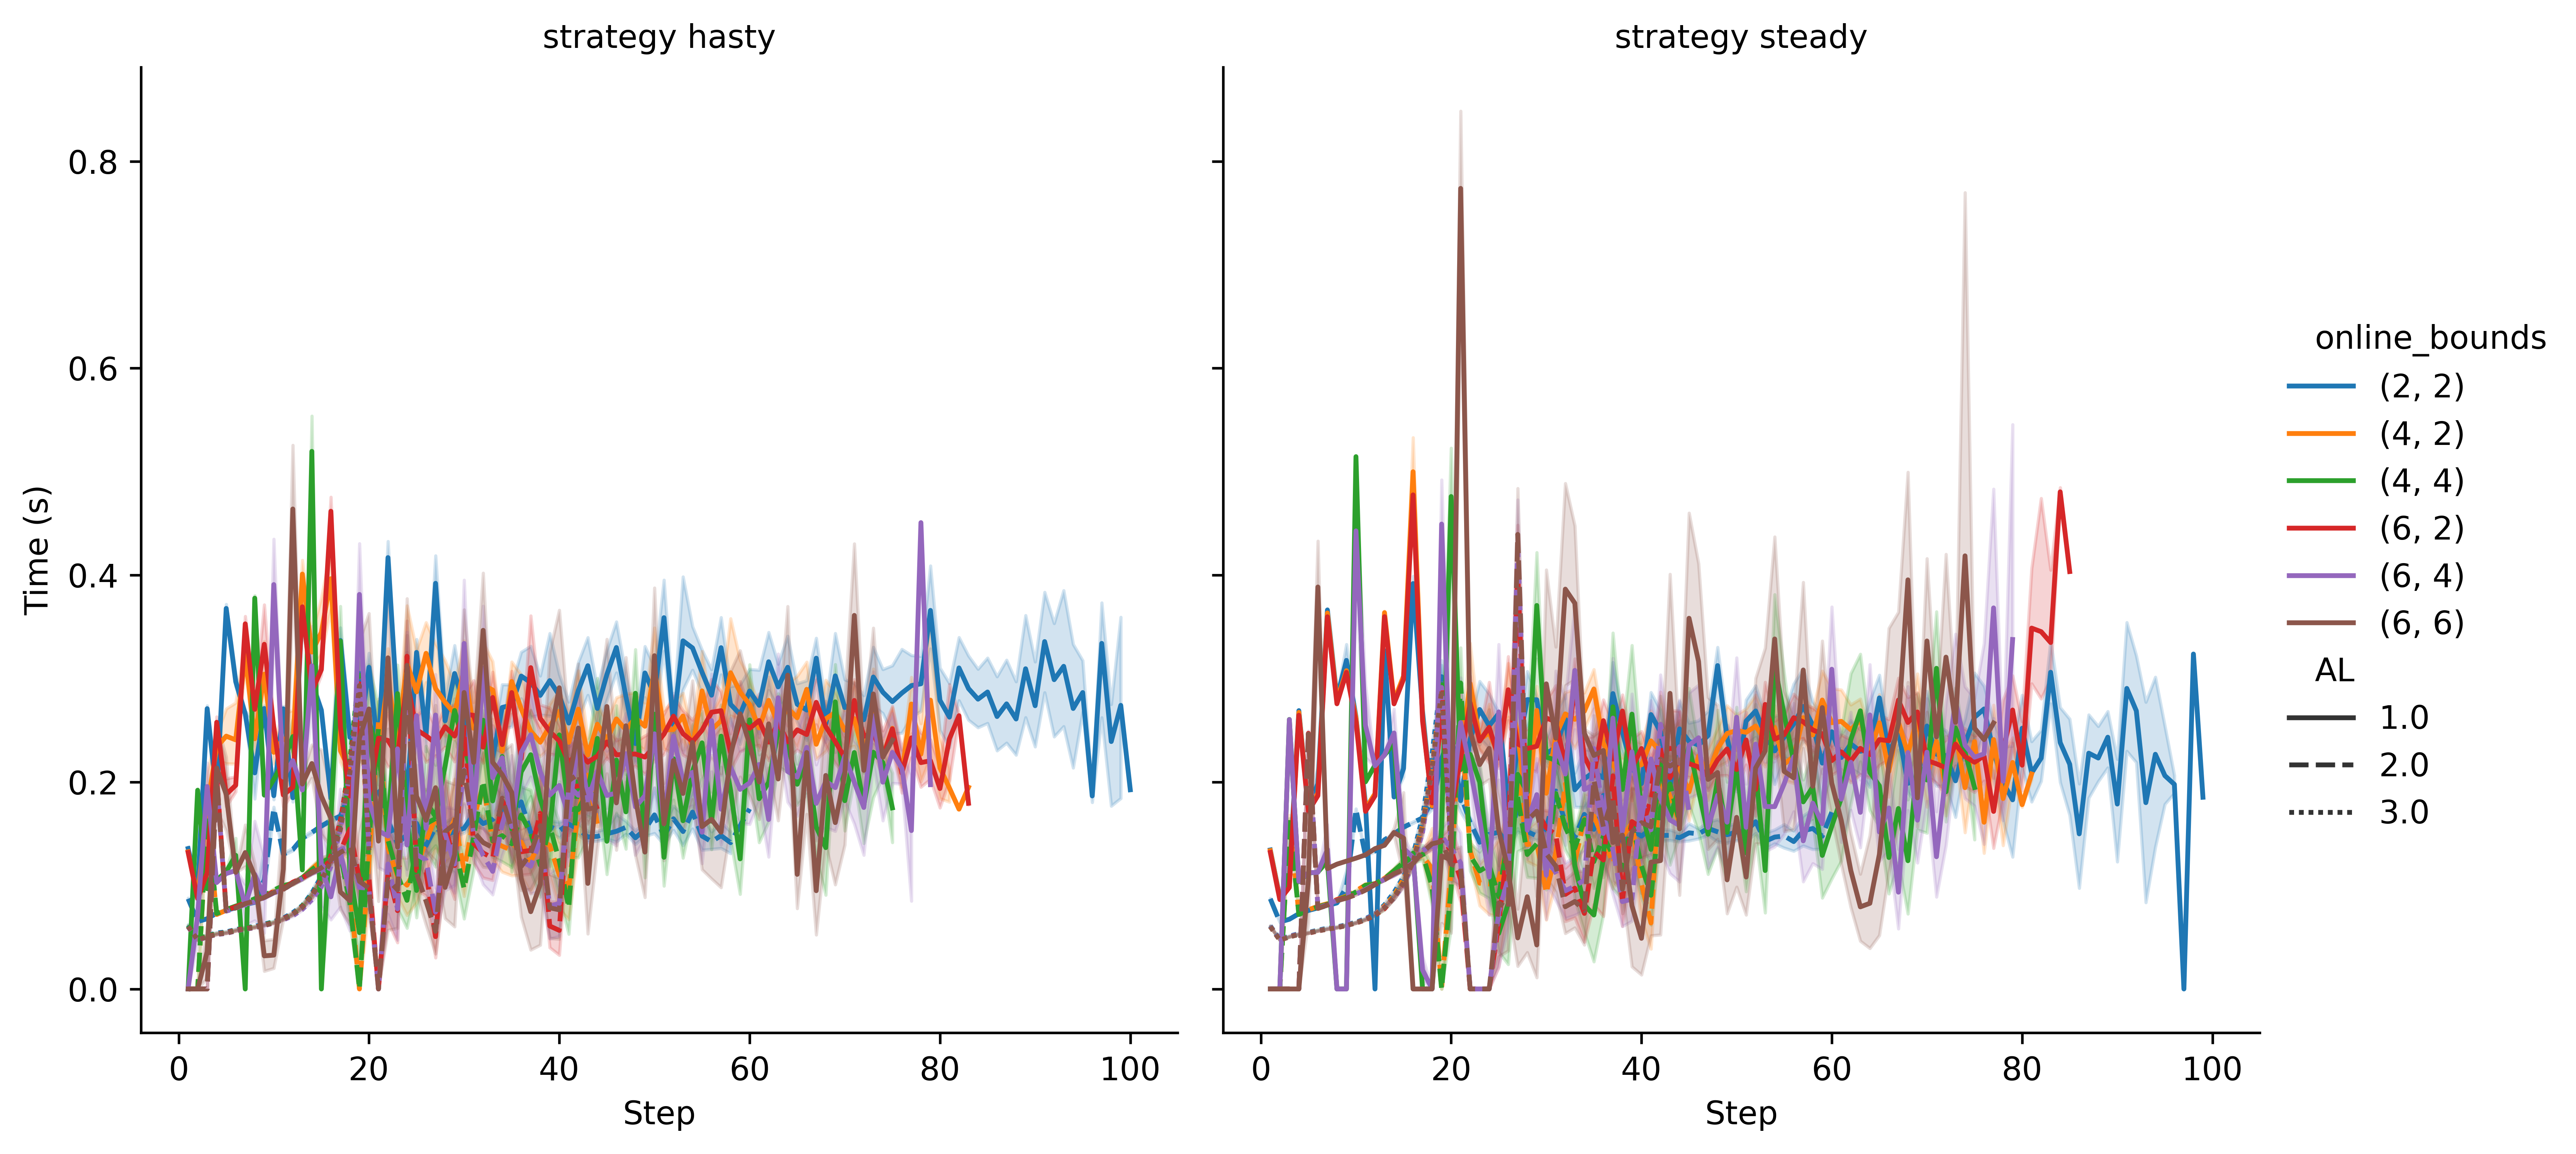 strategy hasty
strategy steady
Time (s)
0.8
0.6
0.4
0.2
0.0
0 20 40 60 80 100
0 20 40 60 80 100
Step
Step
online_bounds
(2, 2)
(4, 2)
(4, 4)
(6, 2)
(6, 4)
(6, 6)
AL
1.0
2.0
3.0